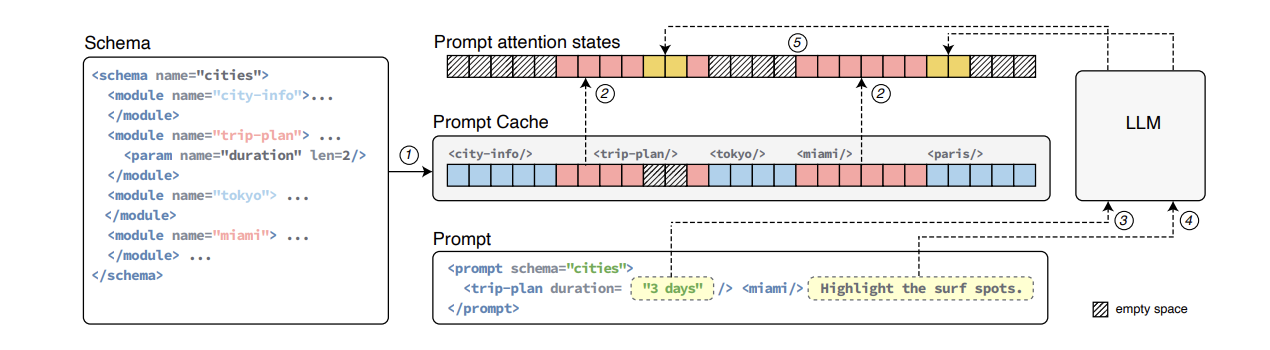 Schema
<schema name="cities">
<module name="city-info">...
</module>
<module name="trip-plan"> ...
<param name="duration" len=2/>
</module>
<module name="tokyo"> ...
</module>
<module name="miami"> ...
</module> ...
</schema>
1
Prompt attention states
5
2
2
Prompt Cache
<city-info/> <trip-plan/> <tokyo/> <miami/> <paris/>
Prompt
<prompt schema="cities">
<trip-plan duration= "3 days" /> <miami/> Highlight the surf spots.
</prompt>
LLM
3
4
empty space